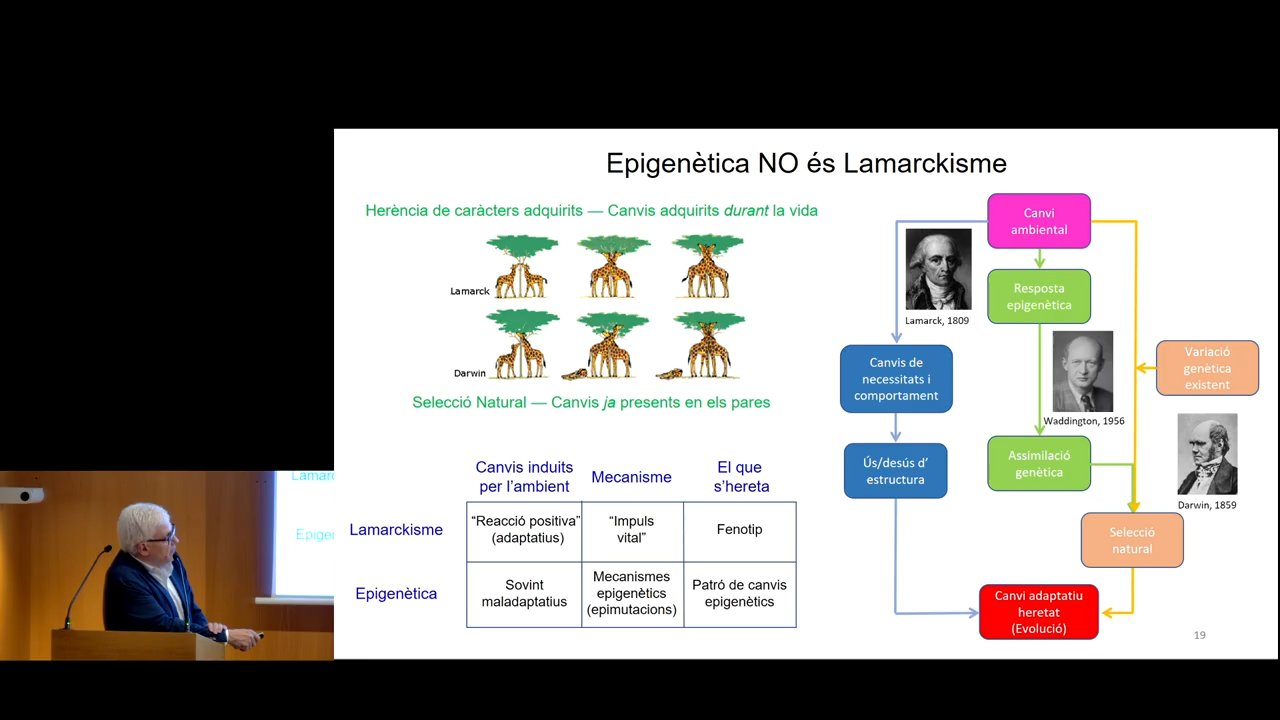 Epigenètica NO és Lamarckisme
Herència de caràcters adquirits — Canvis adquirits durant la vida
Lamarck
Darwin
Selecció Natural — Canvis ja presents en els pares
Canvis induits
per l’ambient
Mecanisme
El que
s’hereta
Lamarckisme
“Reacció positiva”
(adaptatius)
“Impuls
vital”
Fenotip
Epigenètica
Sovint
maladaptatius
Mecanismes
epigenètics
(epimutacions)
Patró de canvis
epigenètics
Canvi
ambiental
Resposta
epigenètica
Lamarck, 1809
Canvis de
necessitats i
comportament
Waddington, 1956
Variació
genètica
existent
Ús/desús d’
estructura
Assimilació
genètica
Darwin, 1859
Selecció
natural
Canvi adaptatiu
heretat
(Evolució)
19
Lamarc
Epiger